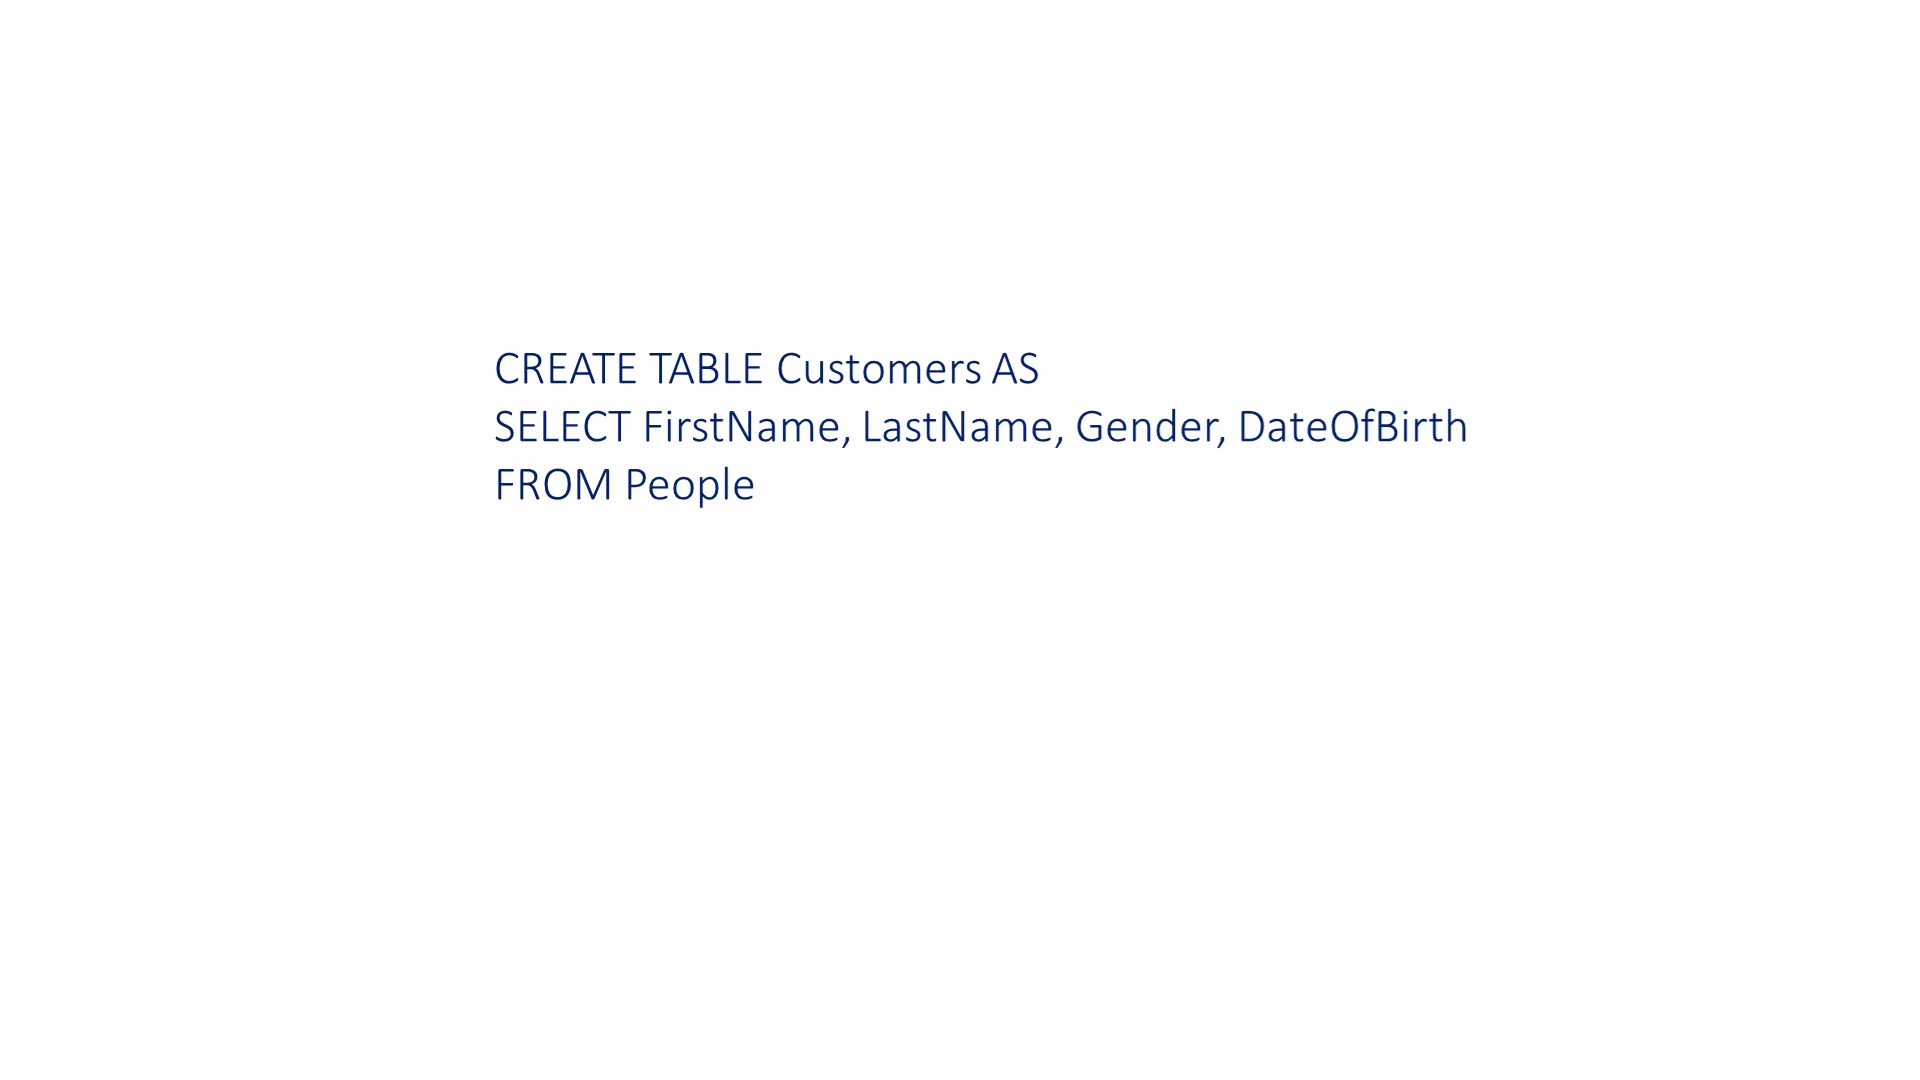 CREATE TABLE Customers AS
SELECT FirstName, LastName, Gender, DateOfBirth
FROM People